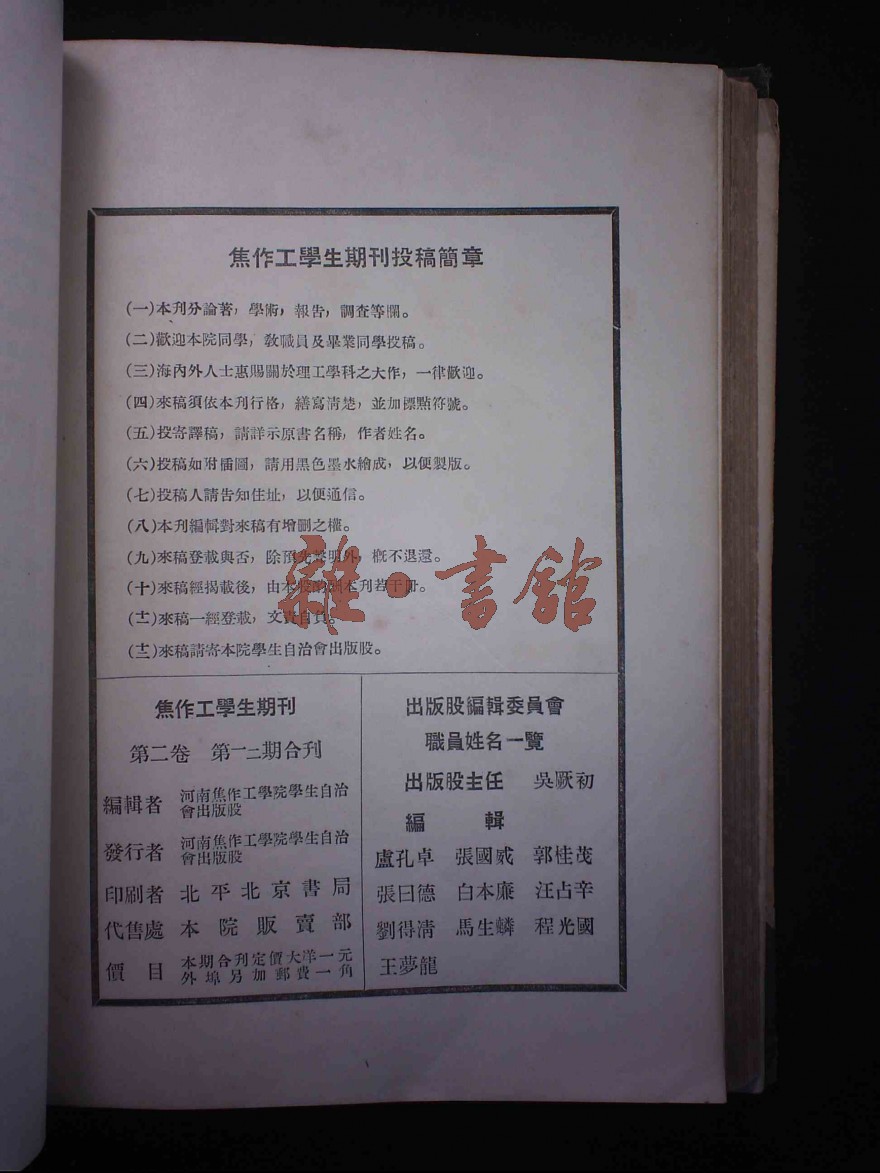 焦作工學生期刊投稿簡章
(一)本刊分論著，學術，報告，調查等欄。
(二)歡迎本院同學，教職員及畢業同學投稿。
(三)海內外人士惠賜關於理工學科之大作，一律歡迎。
(四)來稿須依本刊行格，繕寫清楚，並加標點符號。
(五)投寄譯稿，請詳示原書名稱，作者姓名。
(六)投稿如附插圖，請用黑色墨水繪成，以便製版。
(七)投稿人請告知住址，以便通信。
(八)本刊編輯對來稿有增刪之權。
(九)來稿登載與否，除預先聲明外，概不退還。
(十)來稿經揭載後，由本股酌酬本刊若干冊。
(十一)來稿一經登載，文責自負。
(十二)來稿請寄本院學生自治會出版股。
雜·書館
焦作工學生期刊
第二卷 第一二期合刊
編輯者 河南焦作工學院學生自治
會出版股
發行者 河南焦作工學院學生自治
會出版股
印刷者 北平北京書局
代售處 本院販賣部
價目 本期合刊定價大洋一元
外埠另加郵費一角
出版股編輯委員會
職員姓名一覽
出版股主任 吳厥初
編輯
盧孔卓 張國威 郭桂茂
張曰德 白本廉 汪占辛
劉得清 馬生麟 程光國
王夢龍